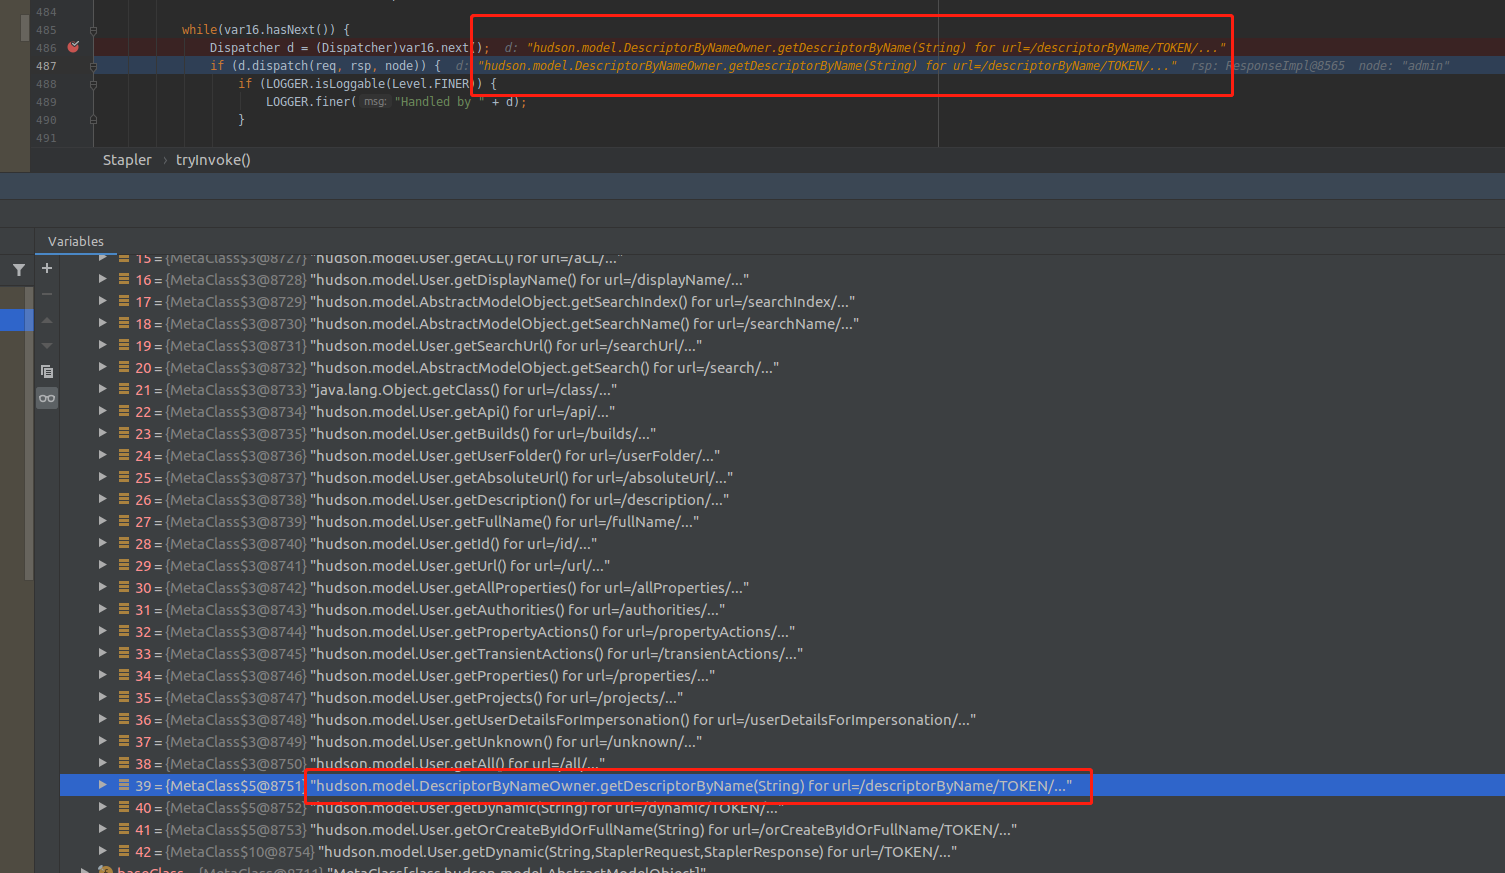 484
485 while(var16.hasNext()) {
486 Dispatcher d = (Dispatcher)var16.next(); d: "hudson.model.DescriptorByNameOwner.getDescriptorByName(String) for url=/descriptorByName/TOKEN/..."
487 if (d.dispatch(req, rsp, node)) { d: "hudson.model.DescriptorByNameOwner.getDescriptorByName(String) for url=/descriptorByName/TOKEN/..." rsp: ResponseImpl@8565 node: "admin"
488 if (LOGGER.isLoggable(Level.FINER)) {
489 LOGGER.finer( msg: "Handled by " + d);
490 }
491
Stapler › tryInvoke()
Variables
15 = {MetaClass$3@8727} "hudson.model.User.getACL() for url=/aCL/..."
16 = {MetaClass$3@8728} "hudson.model.User.getDisplayName() for url=/displayName/..."
17 = {MetaClass$3@8729} "hudson.model.AbstractModelObject.getSearchIndex() for url=/searchIndex/..."
18 = {MetaClass$3@8730} "hudson.model.AbstractModelObject.getSearchName() for url=/searchName/..."
19 = {MetaClass$3@8731} "hudson.model.User.getSearchUrl() for url=/searchUrl/..."
20 = {MetaClass$3@8732} "hudson.model.AbstractModelObject.getSearch() for url=/search/..."
21 = {MetaClass$3@8733} "java.lang.Object.getClass() for url=/class/..."
22 = {MetaClass$3@8734} "hudson.model.User.getApi() for url=/api/..."
23 = {MetaClass$3@8735} "hudson.model.User.getBuilds() for url=/builds/..."
24 = {MetaClass$3@8736} "hudson.model.User.getUserFolder() for url=/userFolder/..."
25 = {MetaClass$3@8737} "hudson.model.User.getAbsoluteUrl() for url=/absoluteUrl/..."
26 = {MetaClass$3@8738} "hudson.model.User.getDescription() for url=/description/..."
27 = {MetaClass$3@8739} "hudson.model.User.getFullName() for url=/fullName/..."
28 = {MetaClass$3@8740} "hudson.model.User.getId() for url=/id/..."
29 = {MetaClass$3@8741} "hudson.model.User.getUrl() for url=/url/..."
30 = {MetaClass$3@8742} "hudson.model.User.getAllProperties() for url=/allProperties/..."
31 = {MetaClass$3@8743} "hudson.model.User.getAuthorities() for url=/authorities/..."
32 = {MetaClass$3@8744} "hudson.model.User.getPropertyActions() for url=/propertyActions/..."
33 = {MetaClass$3@8745} "hudson.model.User.getTransientActions() for url=/transientActions/..."
34 = {MetaClass$3@8746} "hudson.model.User.getProperties() for url=/properties/..."
35 = {MetaClass$3@8747} "hudson.model.User.getProjects() for url=/projects/..."
36 = {MetaClass$3@8748} "hudson.model.User.getUserDetailsForImpersonation() for url=/userDetailsForImpersonation/..."
37 = {MetaClass$3@8749} "hudson.model.User.getUnknown() for url=/unknown/..."
38 = {MetaClass$3@8750} "hudson.model.User.getAll() for url=/all/..."
39 = {MetaClass$5@8751} "hudson.model.DescriptorByNameOwner.getDescriptorByName(String) for url=/descriptorByName/TOKEN/..."
40 = {MetaClass$5@8752} "hudson.model.User.getDynamic(String) for url=/dynamic/TOKEN/..."
41 = {MetaClass$5@8753} "hudson.model.User.getOrCreateByIdOrFullName(String) for url=/orCreateByIdOrFullName/TOKEN/..."
42 = {MetaClass$10@8754} "hudson.model.User.getDynamic(String,StaplerRequest,StaplerResponse) for url=/TOKEN/..."
baseClass = {MetaClass@8711} "MetaClass[class hudson.model.AbstractModelObject]"